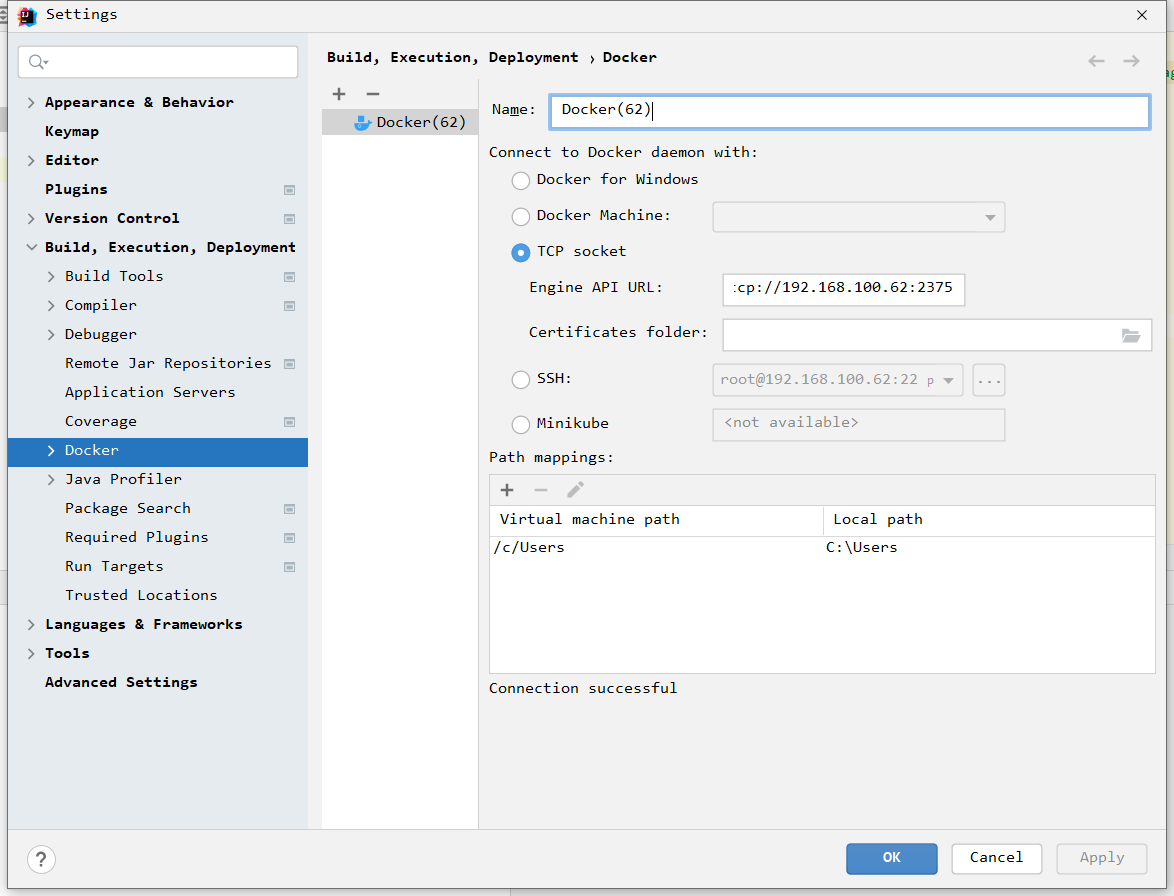 Settings
Build, Execution, Deployment › Docker
Appearance & Behavior
Keymap
Editor
Plugins
Version Control
Build, Execution, Deployment
Build Tools
Compiler
Debugger
Remote Jar Repositories
Application Servers
Coverage
Docker
Java Profiler
Package Search
Required Plugins
Run Targets
Trusted Locations
Languages & Frameworks
Tools
Advanced Settings
Docker(62)
Name: Docker(62)
Connect to Docker daemon with:
Docker for Windows
Docker Machine:
TCP socket
Engine API URL: cp://192.168.100.62:2375
Certificates folder:
SSH: root@192.168.100.62:22 p ...
Minikube <not available>
Path mappings:
Virtual machine path Local path
/c/Users C:\Users
Connection successful
? OK Cancel Apply